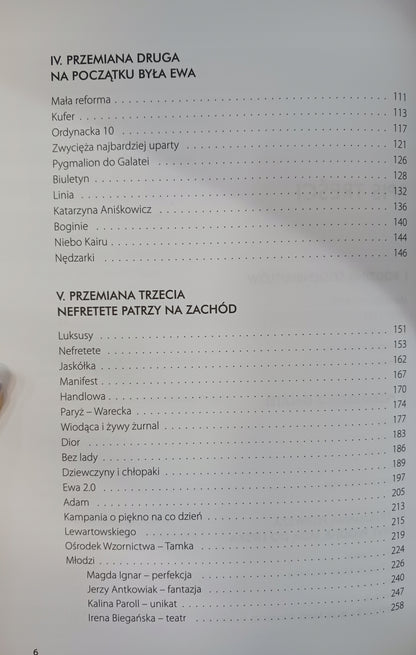 IV. PRZEMIANA DRUGA
NA POCZĄTKU BYŁA EWA
Mała reforma . . . . . . . . . . 111
Kufer . . . . . . . . . . 113
Ordynacka 10 . . . . . . . . . . 117
Zwycięża najbardziej uparty . . . . . . . . . . 121
Pygmalion do Galatei . . . . . . . . . . 126
Biuletyn . . . . . . . . . . 128
Linia . . . . . . . . . . 132
Katarzyna Aniśkowicz . . . . . . . . . . 136
Boginie . . . . . . . . . . 140
Niebo Kairu . . . . . . . . . . 144
Nędzarki . . . . . . . . . . 146
V. PRZEMIANA TRZECIA
NEFRETETE PATRZY NA ZACHÓD
Luksusy . . . . . . . . . . 151
Nefretete . . . . . . . . . . 153
Jaskółka . . . . . . . . . . 162
Manifest . . . . . . . . . . 167
Handlowa . . . . . . . . . . 170
Paryż – Warecka . . . . . . . . . . 174
Wiodąca i żywy żurnal . . . . . . . . . . 177
Dior . . . . . . . . . . 183
Bez lady . . . . . . . . . . 186
Dziewczyny i chłopaki . . . . . . . . . . 189
Ewa 2.0 . . . . . . . . . . 197
Adam . . . . . . . . . . 205
Kampania o piękno na co dzień . . . . . . . . . . 213
Lewartowskiego . . . . . . . . . . 215
Ośrodek Wzornictwa – Tamka . . . . . . . . . . 219
Młodzi . . . . . . . . . . 224
Magda Ignar – perfekcja . . . . . . . . . . 226
Jerzy Antkowiak – fantazja . . . . . . . . . . 240
Kalina Paroll – unikat . . . . . . . . . . 247
Irena Biegańska – teatr . . . . . . . . . . 258
6